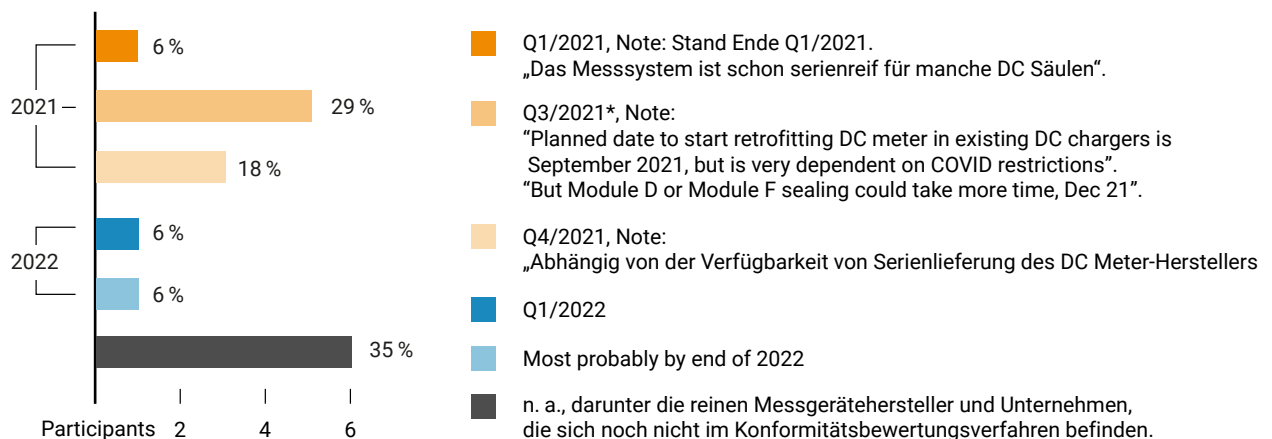 6 %
2021
29 %
18 %
6 %
2022
6 %
35 %
Participants 2 4 6
Q1/2021, Note: Stand Ende Q1/2021.
„Das Messsystem ist schon serienreif für manche DC Säulen“.
Q3/2021*, Note:
“Planned date to start retrofitting DC meter in existing DC chargers is
September 2021, but is very dependent on COVID restrictions”.
“But Module D or Module F sealing could take more time, Dec 21”.
Q4/2021, Note:
„Abhängig von der Verfügbarkeit von Serienlieferung des DC Meter-Herstellers
Q1/2022
Most probably by end of 2022
n. a., darunter die reinen Messgerätehersteller und Unternehmen,
die sich noch nicht im Konformitätsbewertungsverfahren befinden.